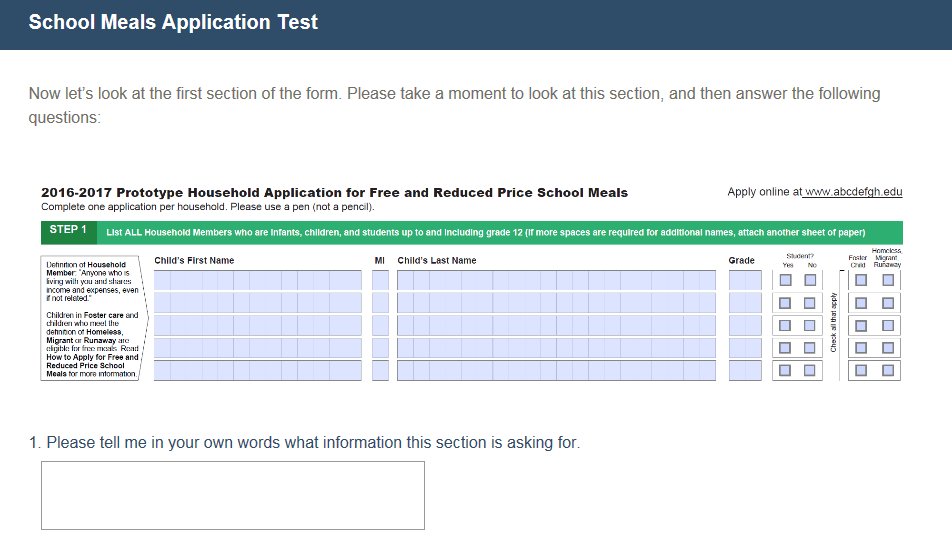 School Meals Application Test
Now let's look at the first section of the form. Please take a moment to look at this section, and then answer the following
questions:
2016-2017 Prototype Household Application for Free and Reduced Price School Meals
Apply online at www.abcdefgh.edu
Complete one application per household. Please use a pen (not a pencil).
STEP 1
List ALL Household Members who are infants, children, and students up to and including grade 12 (if more spaces are required for additional names, attach another sheet of paper)
Definition of Household
Member: "Anyone who is
living with you and shares
income and expenses, even
if not related."
Children in Foster care and
children who meet the
definition of Homeless,
Migrant or Runaway are
eligible for free meals. Read
How to Apply for Free and
Reduced Price School
Meals for more information.
Child's First Name
MI
Child's Last Name
Grade
Student?
Yes No
Foster
Child
Homeless,
Migrant
Runaway
Check all that apply
1. Please tell me in your own words what information this section is asking for.